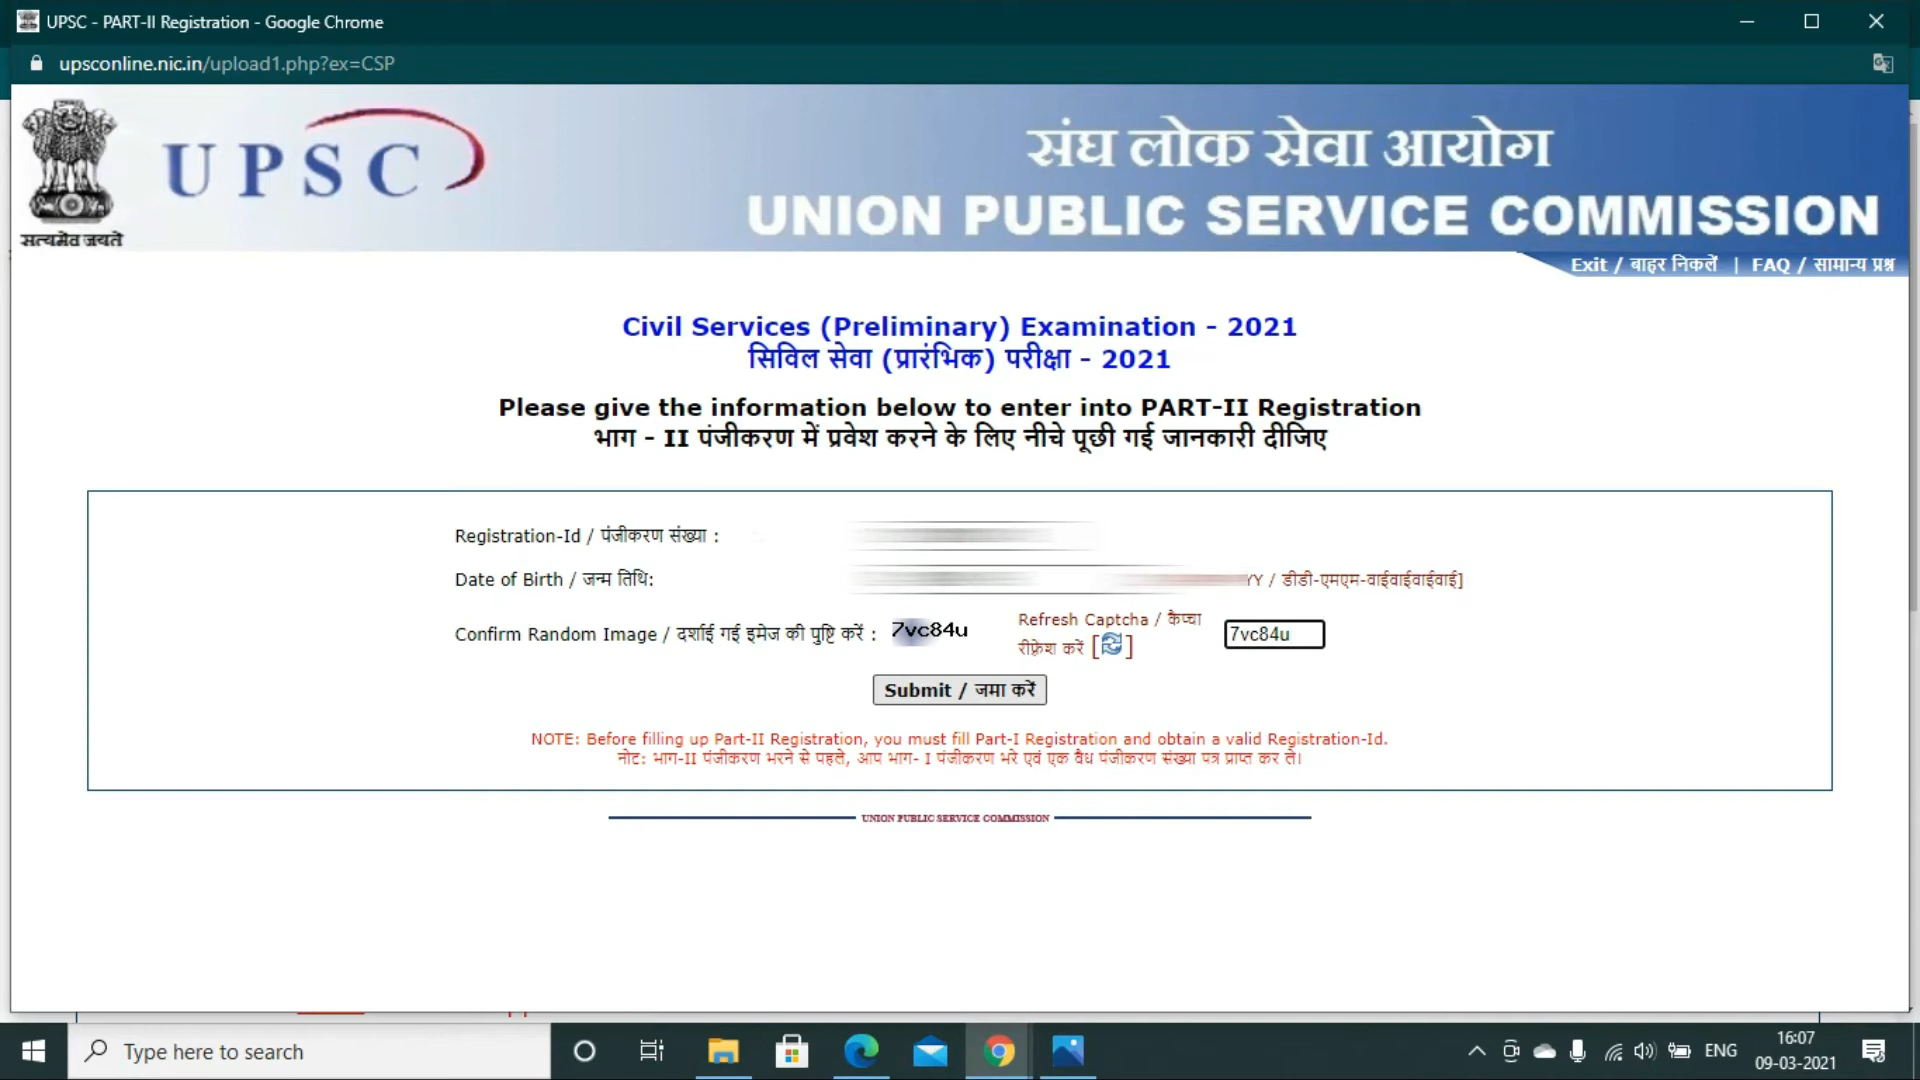 UPSC - PART-II Registration - Google Chrome
upsconline.nic.in/upload1.php?ex=CSP
सत्यमेव जयते
UPSC
संघ लोक सेवा आयोग
UNION PUBLIC SERVICE COMMISSION
Exit / बाहर निकलें | FAQ / सामान्य प्रश्न
Civil Services (Preliminary) Examination - 2021
सिविल सेवा (प्रारंभिक) परीक्षा - 2021
Please give the information below to enter into PART-II Registration
भाग - II पंजीकरण में प्रवेश करने के लिए नीचे पूछी गई जानकारी दीजिए
Registration-Id / पंजीकरण संख्या :
Date of Birth / जन्म तिथि: YY / डीडी-एमएम-वाईवाईवाईवाई]
Confirm Random Image / दर्शाई गई इमेज की पुष्टि करें : 7vc84u Refresh Captcha / कैप्चा 7vc84u
रीफ़्रेश करें [ ]
Submit / जमा करें
NOTE: Before filling up Part-II Registration, you must fill Part-I Registration and obtain a valid Registration-Id.
नोट: भाग-II पंजीकरण भरने से पहले, आप भाग- I पंजीकरण भरे एवं एक वैध पंजीकरण संख्या पत्र प्राप्त कर ले।
UNION PUBLIC SERVICE COMMISSION
Type here to search
ENG
16:07
09-03-2021